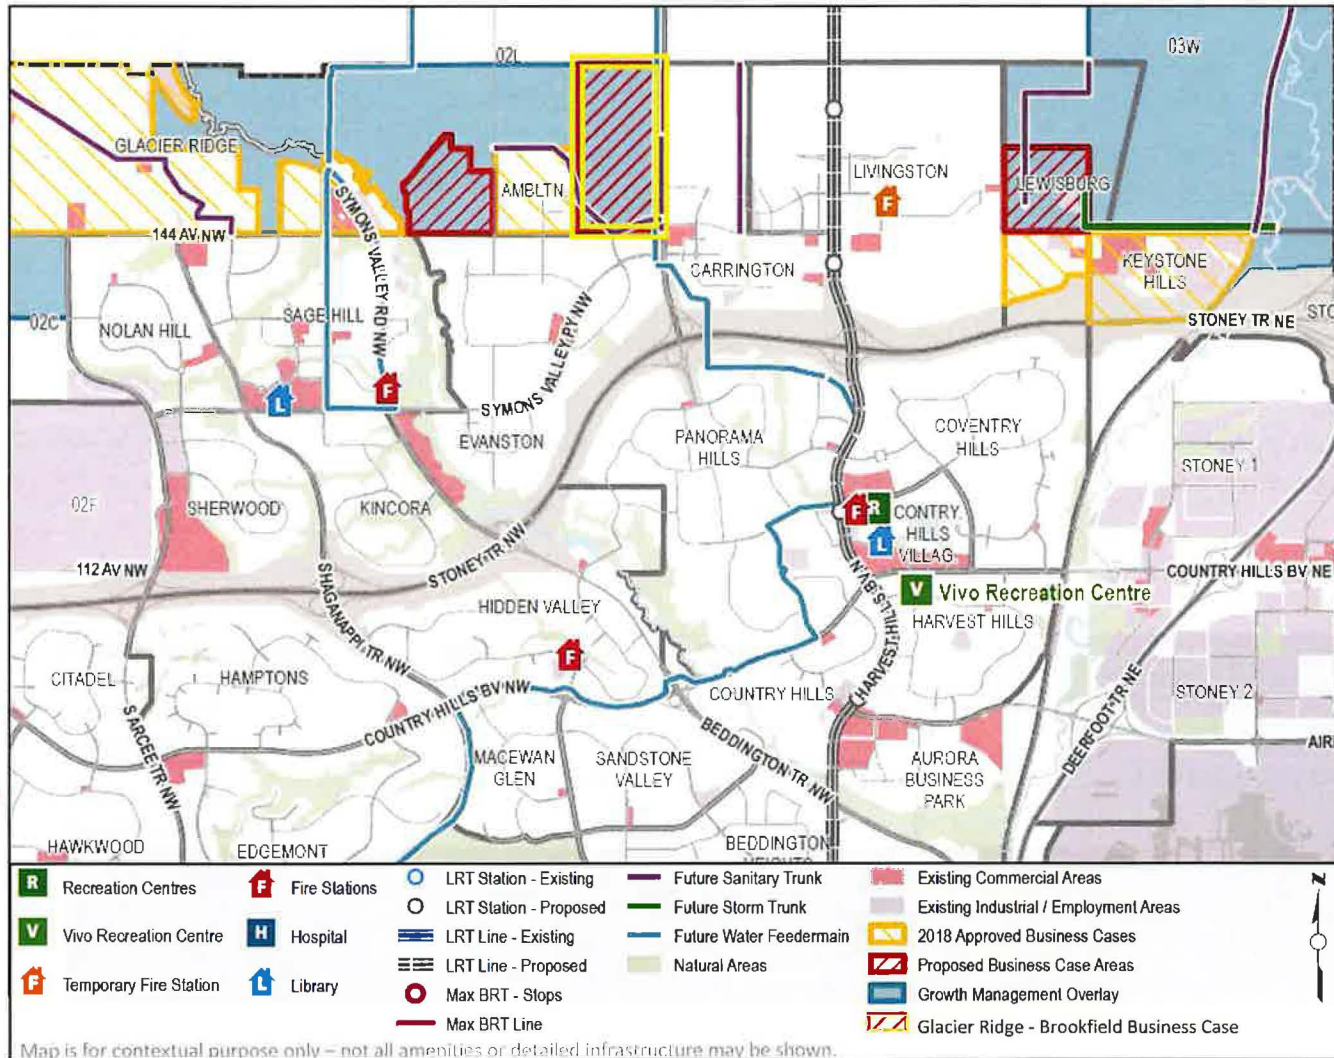 02L
03W
GLACIER RIDGE
AMBLTN
LIVINGSTON
F
LEWISBURG
SYMONS VALLEY RD NW
144 AV NW
CARRINGTON
KEYSTONE
HILLS
02C
NOLAN HILL
SAGE HILL
STONEY TR NE
STO
L
F
SYMONS VALLEY PY NW
EVANSTON
PANORAMA
HILLS
COVENTRY
HILLS
STONEY 1
02F
SHERWOOD
KINCORA
F
R
CONTRY
HILLS
VILLAG
L
112 AV NW
STONEY TR NW
SHAGANAPPI TR NW
COUNTRY HILLS BV NE
V Vivo Recreation Centre
HIDDEN VALLEY
HARVEST HILLS BV N
HARVEST HILLS
F
CITADEL
HAMPTONS
COUNTRY HILLS
STONEY 2
SARCEE TR NW
COUNTRY HILLS BV NW
DEERFOOT TR NE
MACEWAN
GLEN
SANDSTONE
VALLEY
BEDDINGTON TR NW
AURORA
BUSINESS
PARK
AIR
HAWKWOOD
EDGEMONT
BEDDINGTON
HEIGHTS
R Recreation Centres
V Vivo Recreation Centre
F Temporary Fire Station
F Fire Stations
H Hospital
L Library
LRT Station - Existing
LRT Station - Proposed
LRT Line - Existing
LRT Line - Proposed
Max BRT - Stops
Max BRT Line
Future Sanitary Trunk
Future Storm Trunk
Future Water Feedermain
Natural Areas
Existing Commercial Areas
Existing Industrial / Employment Areas
2018 Approved Business Cases
Proposed Business Case Areas
Growth Management Overlay
Glacier Ridge - Brookfield Business Case
N
Map is for contextual purpose only – not all amenities or detailed infrastructure may be shown.